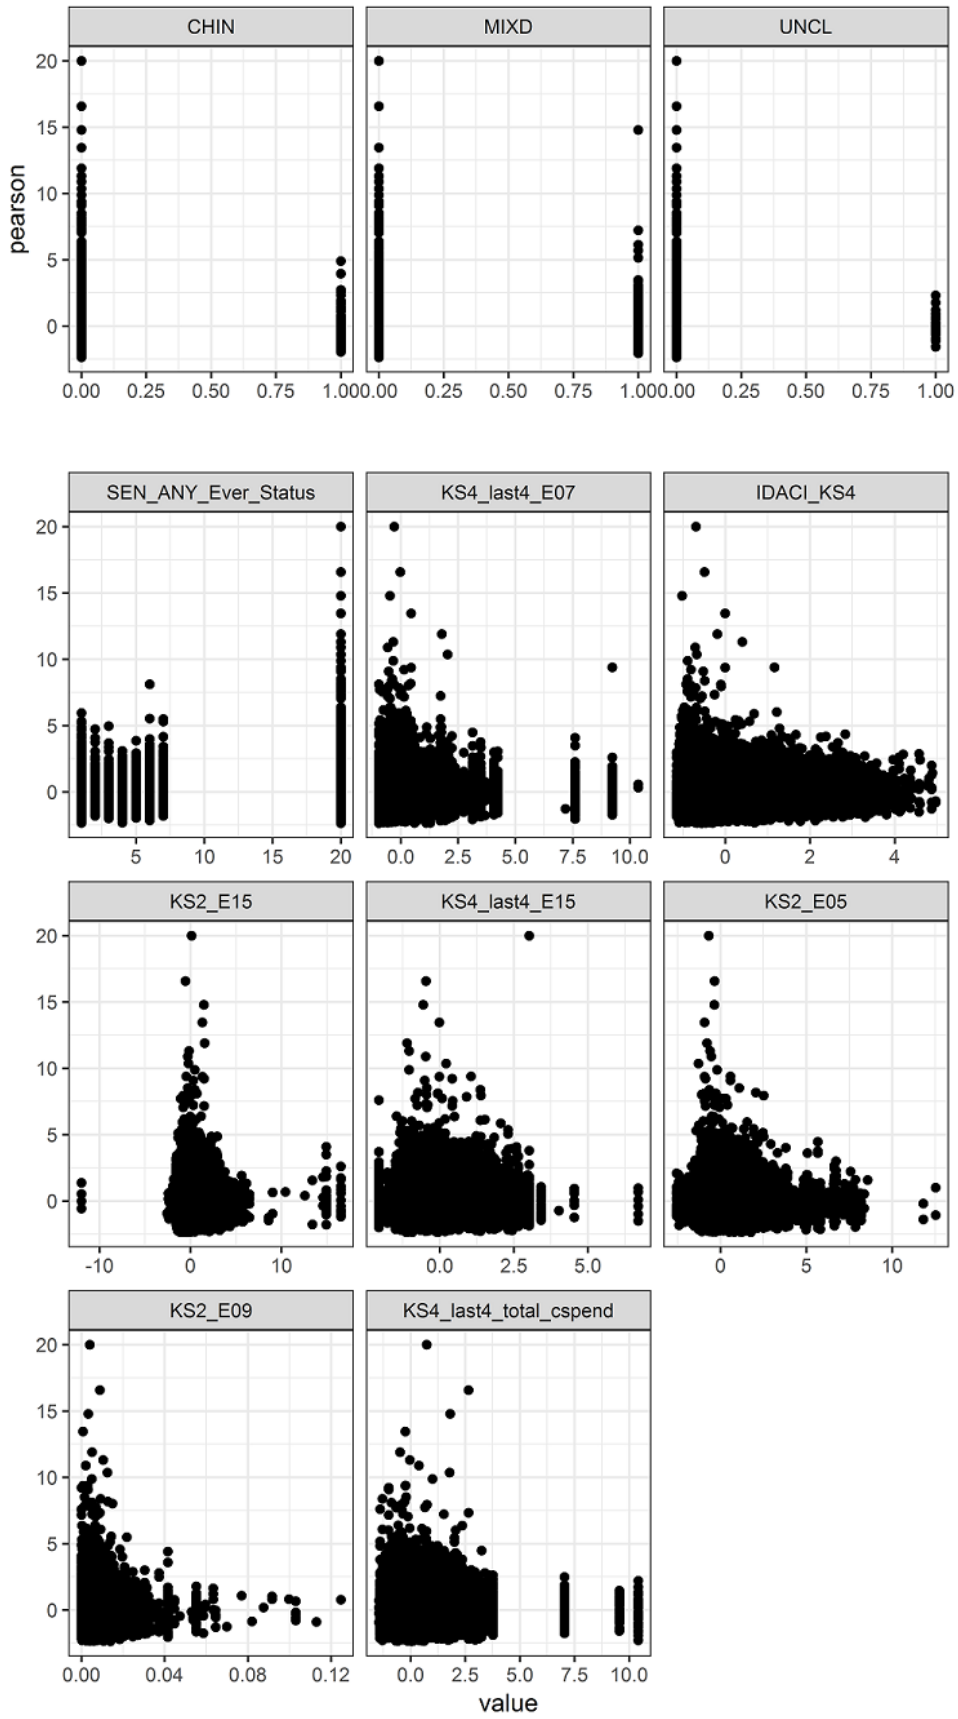 CHIN MIXD UNCL
20
15
10
5
0
pearson
0.00 0.25 0.50 0.75 1.00 0.00 0.25 0.50 0.75 1.00 0.00 0.25 0.50 0.75 1.00
SEN_ANY_Ever_Status KS4_last4_E07 IDACI_KS4
20
15
10
5
0
5 10 15 20 0.0 2.5 5.0 7.5 10.0 0 2 4
KS2_E15 KS4_last4_E15 KS2_E05
20
15
10
5
0
-10 0 10 0.0 2.5 5.0 0 5 10
KS2_E09 KS4_last4_total_cspend
20
15
10
5
0
0.00 0.04 0.08 0.12 0.0 2.5 5.0 7.5 10.0
value